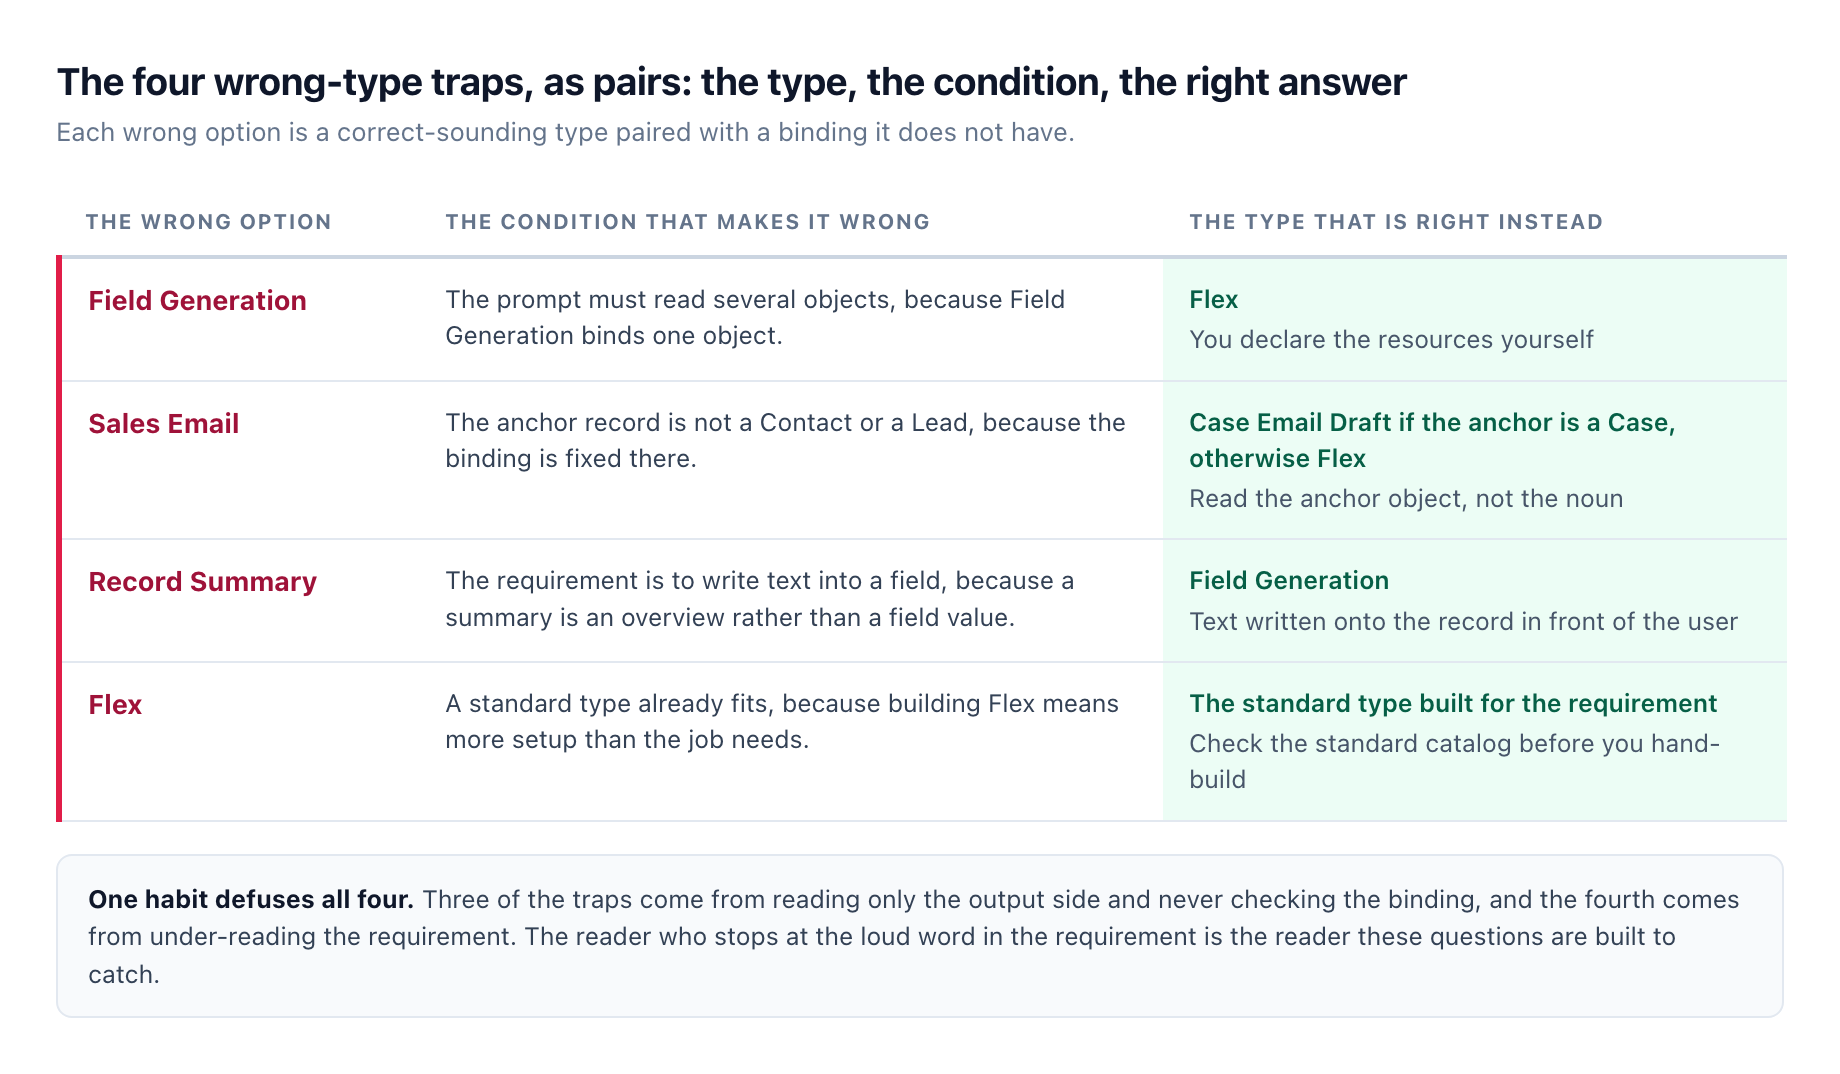 The four wrong-type traps, as pairs: the type, the condition, the right answer
Each wrong option is a correct-sounding type paired with a binding it does not have.
THE WRONG OPTION
THE CONDITION THAT MAKES IT WRONG
THE TYPE THAT IS RIGHT INSTEAD
Field Generation
The prompt must read several objects, because Field
Generation binds one object.
Flex
You declare the resources yourself
Sales Email
The anchor record is not a Contact or a Lead, because the
binding is fixed there.
Case Email Draft if the anchor is a Case,
otherwise Flex
Read the anchor object, not the noun
Record Summary
The requirement is to write text into a field, because a
summary is an overview rather than a field value.
Field Generation
Text written onto the record in front of the user
Flex
A standard type already fits, because building Flex means
more setup than the job needs.
The standard type built for the requirement
Check the standard catalog before you hand-
build
One habit defuses all four. Three of the traps come from reading only the output side and never checking the binding, and the fourth comes
from under-reading the requirement. The reader who stops at the loud word in the requirement is the reader these questions are built to
catch.